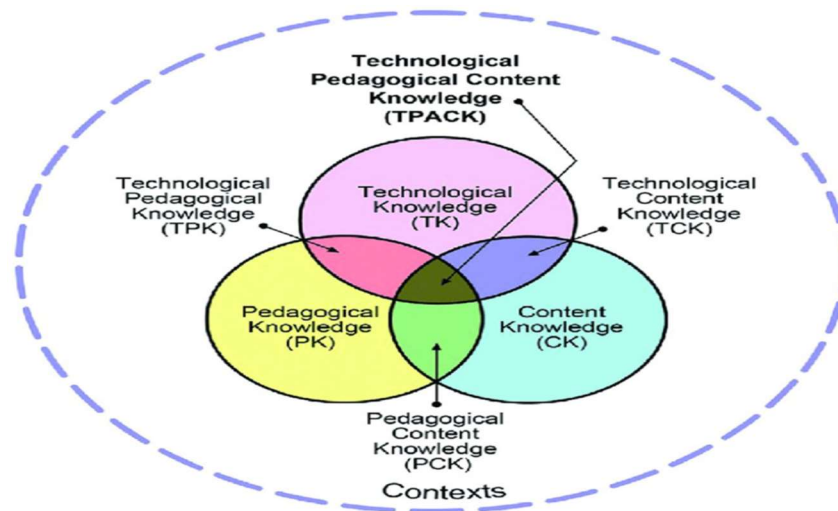 Technological
Pedagogical Content
Knowledge
(TPACK)
Technological
Pedagogical
Knowledge
(TPK)
Technological
Knowledge
(TK)
Technological
Content
Knowledge
(TCK)
Pedagogical
Knowledge
(PK)
Content
Knowledge
(CK)
Pedagogical
Content
Knowledge
(PCK)
Contexts